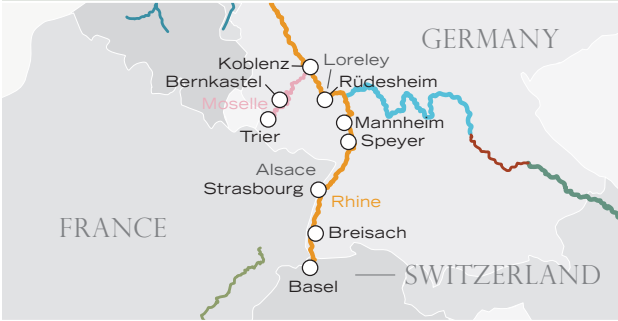 GERMANY
Koblenz
Loreley
Bernkastel
Rüdesheim
Moselle
Trier
Mannheim
Speyer
Alsace
Strasbourg
Rhine
FRANCE
Breisach
SWITZERLAND
Basel